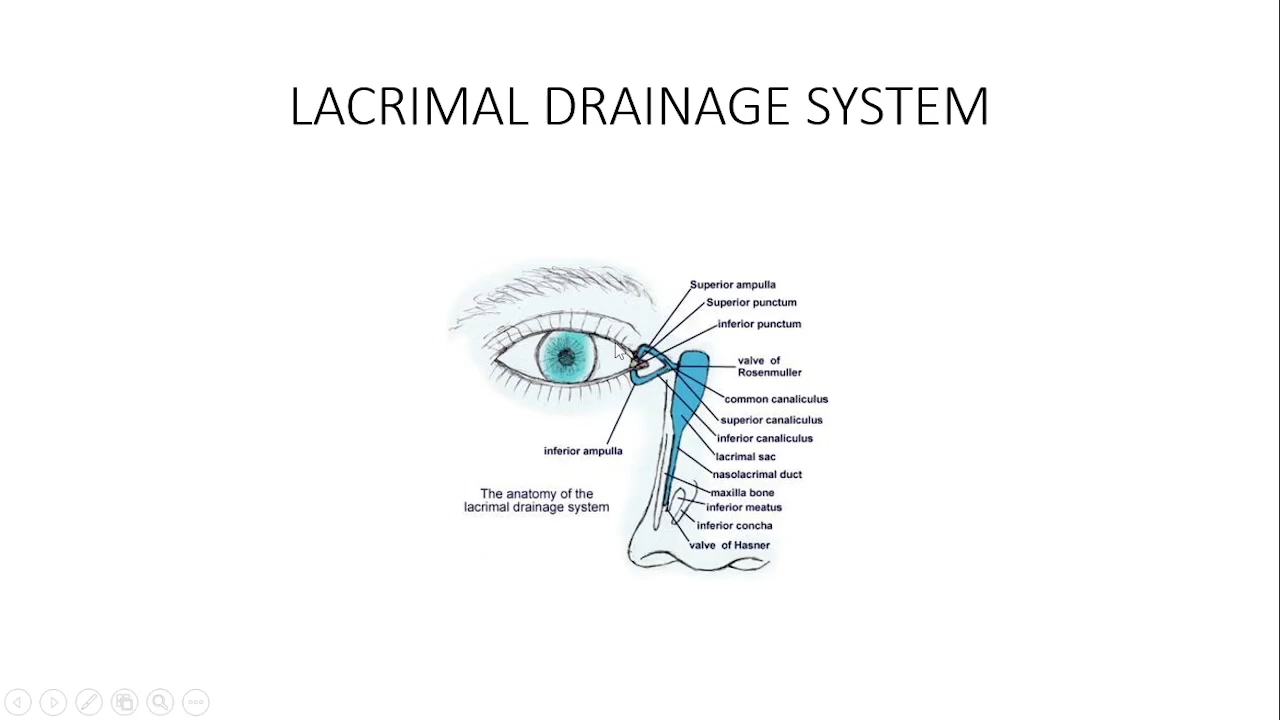 LACRIMAL DRAINAGE SYSTEM
Superior ampulla
Superior punctum
inferior punctum
valve of
Rosenmuller
common canaliculus
superior canaliculus
inferior canaliculus
inferior ampulla
lacrimal sac
nasolacrimal duct
maxilla bone
The anatomy of the
lacrimal drainage system
inferior meatus
inferior concha
valve of Hasner